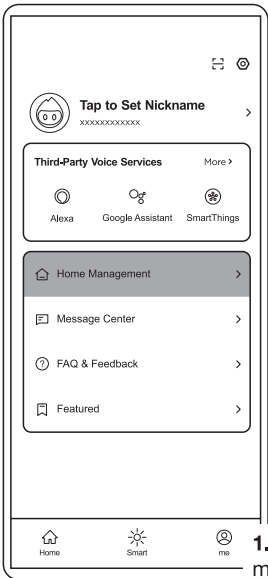 Tap to Set Nickname
xxxxxxxxxxxx
Third-Party Voice Services More
Alexa Google Assistant SmartThings
Home Management
Message Center
FAQ & Feedback
Featured
Home Smart me
1.
m